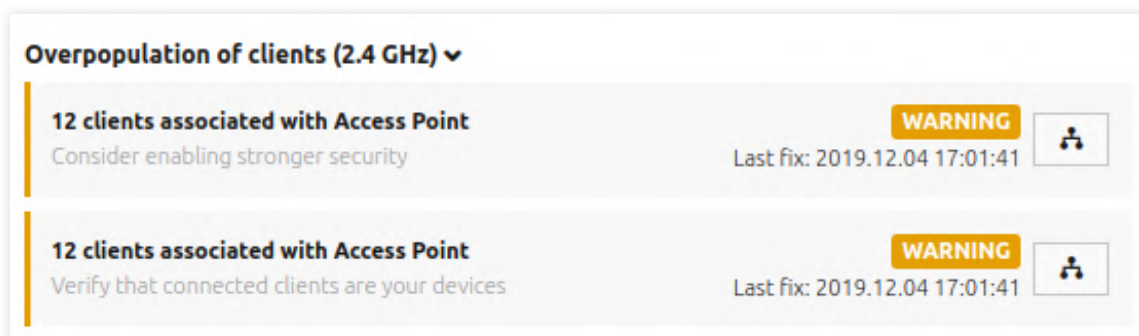 Overpopulation of clients (2.4 GHz)
12 clients associated with Access Point
WARNING
Consider enabling stronger security
Last fix: 2019.12.04 17:01:41
12 clients associated with Access Point
WARNING
Verify that connected clients are your devices
Last fix: 2019.12.04 17:01:41